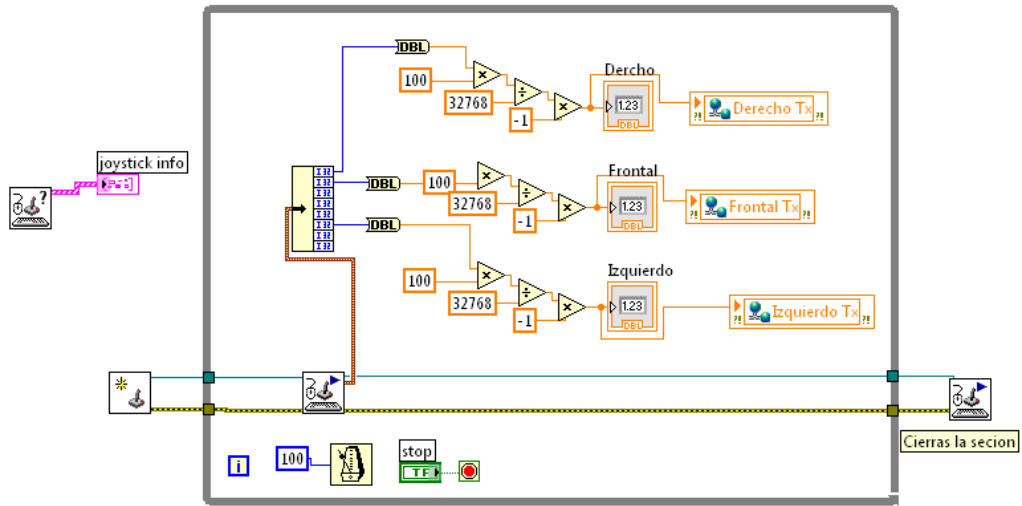 DBL
100
32768
-1
Dercho
1.23
DBL
?!
Derecho Tx
?!
joystick info
?
I32
I32
I32
I32
I32
I32
DBL
100
32768
-1
Frontal
1.23
DBL
?!
Frontal Tx
?!
DBL
100
32768
-1
Izquierdo
1.23
DBL
?!
Izquierdo Tx
?!
Cierras la secion
i
100
stop
TF